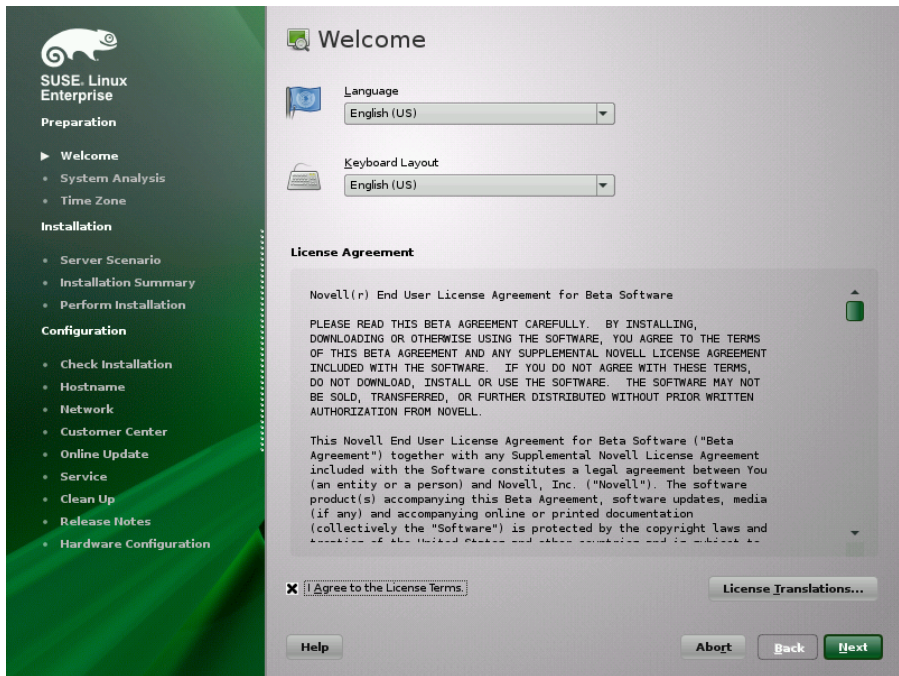 SUSE. Linux
Enterprise
Preparation
Welcome
System Analysis
Time Zone
Installation
Server Scenario
Installation Summary
Perform Installation
Configuration
Check Installation
Hostname
Network
Customer Center
Online Update
Service
Clean Up
Release Notes
Hardware Configuration
Welcome
Language
English (US)
Keyboard Layout
English (US)
License Agreement
Novell(r) End User License Agreement for Beta Software
PLEASE READ THIS BETA AGREEMENT CAREFULLY.  BY INSTALLING,
DOWNLOADING OR OTHERWISE USING THE SOFTWARE, YOU AGREE TO THE TERMS
OF THIS BETA AGREEMENT AND ANY SUPPLEMENTAL NOVELL LICENSE AGREEMENT
INCLUDED WITH THE SOFTWARE.  IF YOU DO NOT AGREE WITH THESE TERMS,
DO NOT DOWNLOAD, INSTALL OR USE THE SOFTWARE.  THE SOFTWARE MAY NOT
BE SOLD, TRANSFERRED, OR FURTHER DISTRIBUTED WITHOUT PRIOR WRITTEN
AUTHORIZATION FROM NOVELL.
This Novell End User License Agreement for Beta Software ("Beta
Agreement") together with any Supplemental Novell License Agreement
included with the Software constitutes a legal agreement between You
(an entity or a person) and Novell, Inc. ("Novell"). The software
product(s) accompanying this Beta Agreement, software updates, media
(if any) and accompanying online or printed documentation
(collectively the "Software") is protected by the copyright laws and
I Agree to the License Terms.
License Translations...
Help
Abort
Back
Next